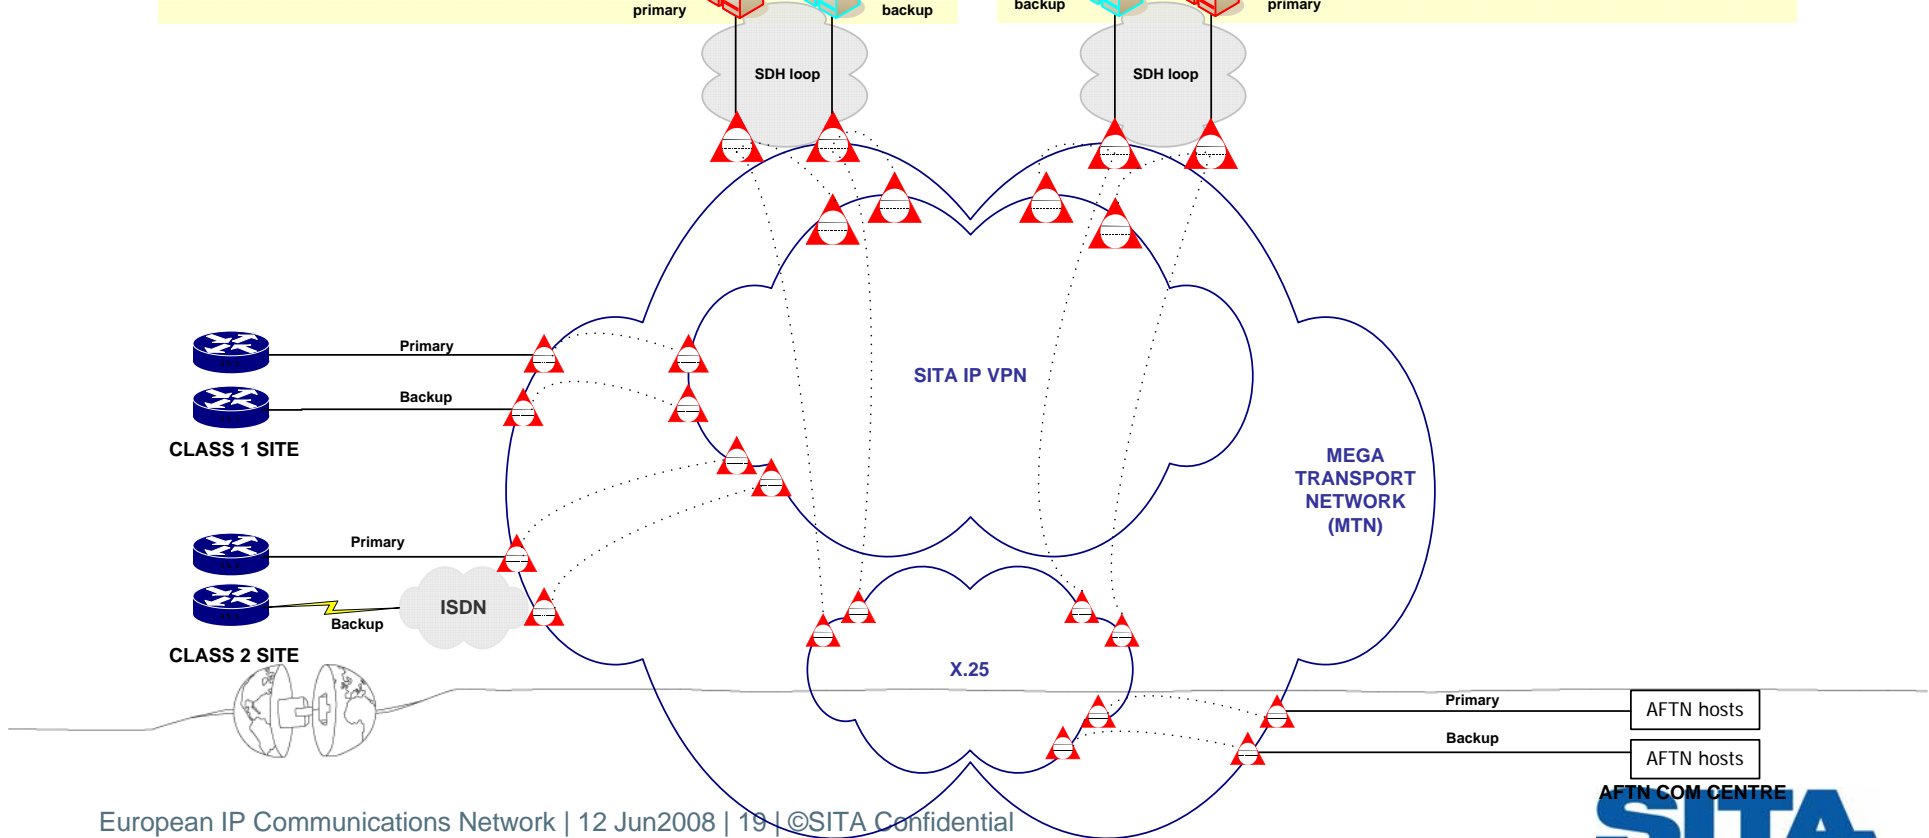 primary
backup
backup
primary
SDH loop
SDH loop
Primary
Backup
CLASS 1 SITE
SITA IP VPN
MEGA
TRANSPORT
NETWORK
(MTN)
Primary
ISDN
Backup
CLASS 2 SITE
X.25
Primary
AFTN hosts
Backup
AFTN hosts
AFTN COM CENTRE
SITA
European IP Communications Network | 12 Jun2008 | 19 | ©SITA Confidential